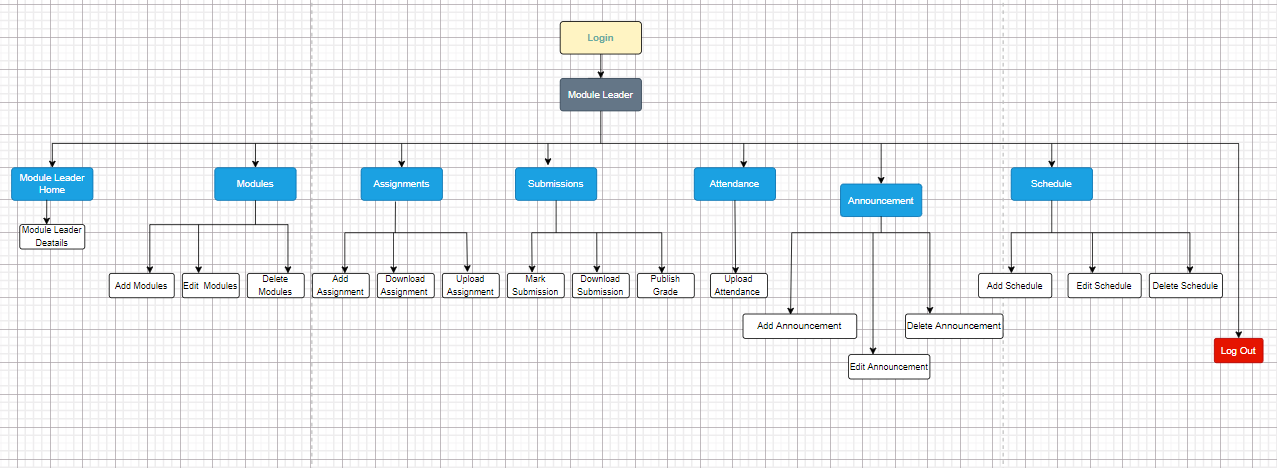 Login
Module Leader
Module Leader
Home
Modules
Assignments
Submissions
Attendance
Announcement
Schedule
Module Leader
Deatails
Add Modules
Edit Modules
Delete
Modules
Add
Assignment
Download
Assignment
Upload
Assignment
Mark
Submission
Download
Submission
Publish
Grade
Upload
Attendance
Add Schedule
Edit Schedule
Delete Schedule
Add Announcement
Delete Announcement
Edit Announcement
Log Out